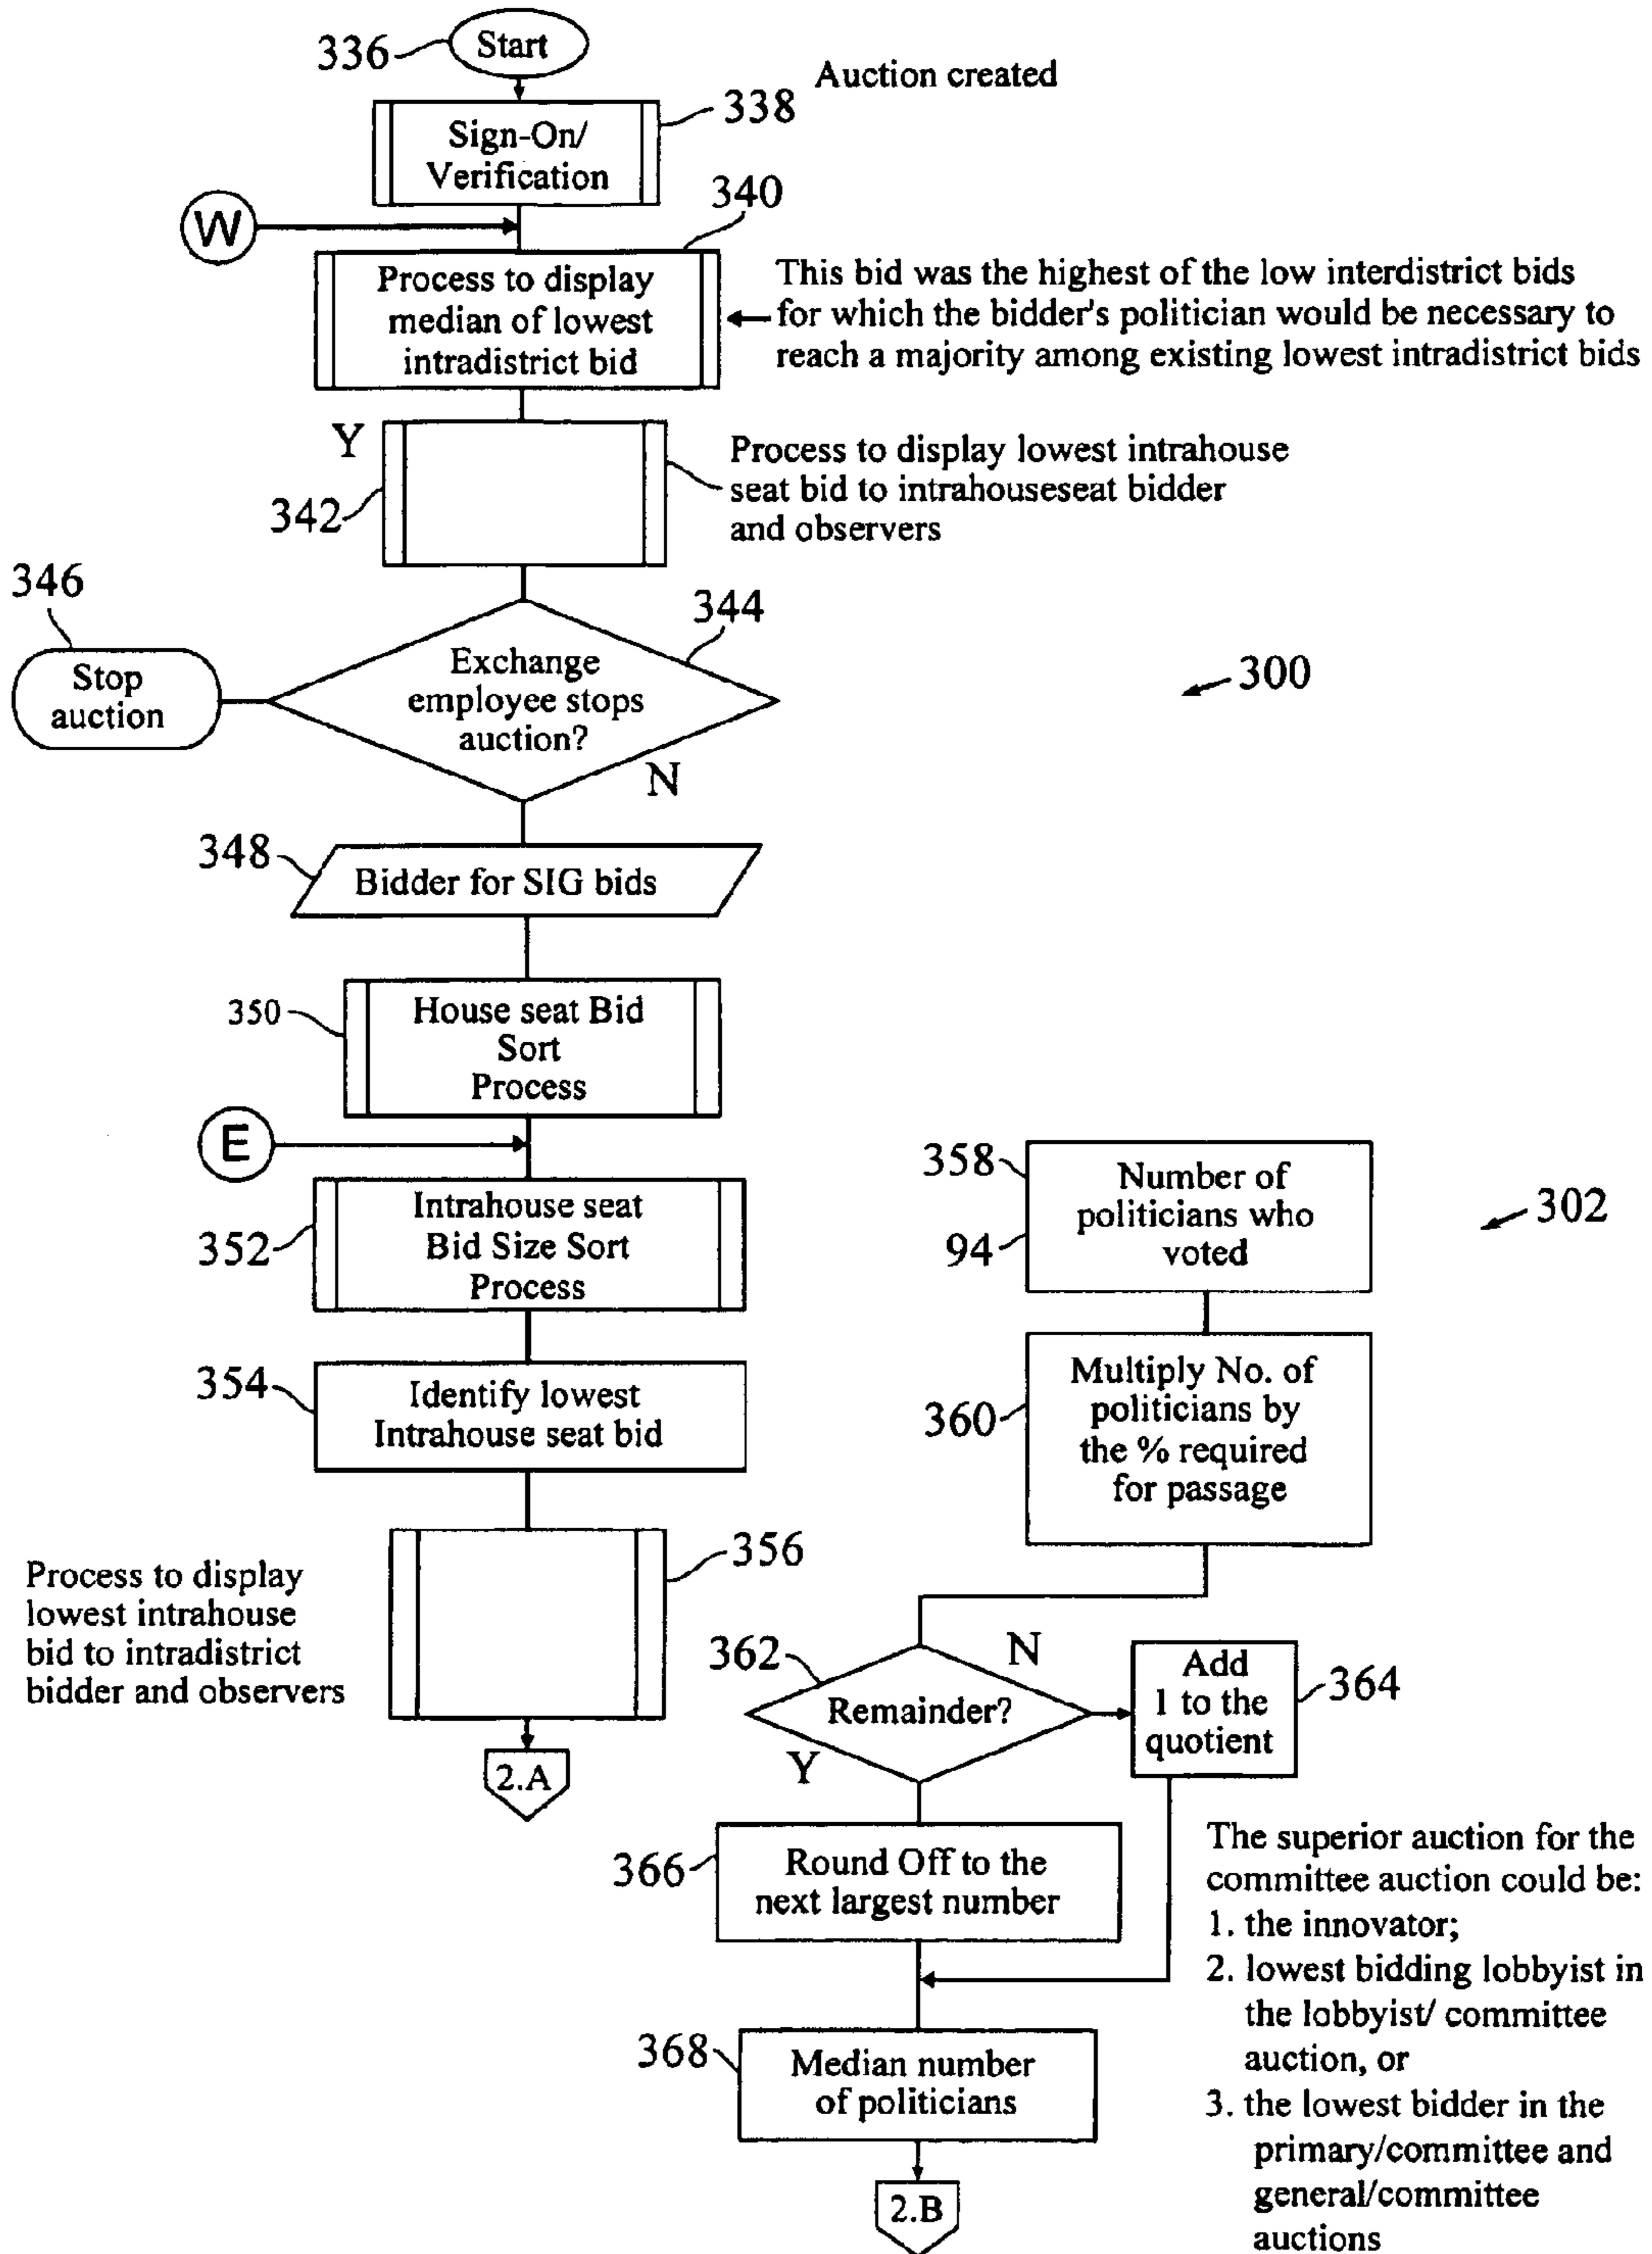 336
Start
Auction created
338
Sign-On/
Verification
W
340
Process to display
median of lowest
intradistrict bid
This bid was the highest of the low interdistrict bids
for which the bidder's politician would be necessary to
reach a majority among existing lowest intradistrict bids
Y
342
Process to display lowest intrahouse
seat bid to intrahouseseat bidder
and observers
346
Stop
auction
344
Exchange
employee stops
auction?
N
300
348
Bidder for SIG bids
350
House seat Bid
Sort
Process
E
352
Intrahouse seat
Bid Size Sort
Process
354
Identify lowest
Intrahouse seat bid
356
Process to display
lowest intrahouse
bid to intradistrict
bidder and observers
2.A
358
94
Number of
politicians who
voted
302
360
Multiply No. of
politicians by
the % required
for passage
362
Remainder?
N
Y
Add
1 to the
quotient
364
366
Round Off to the
next largest number
368
Median number
of politicians
2.B
The superior auction for the
committee auction could be:
1. the innovator;
2. lowest bidding lobbyist in
the lobbyist/ committee
auction, or
3. the lowest bidder in the
primary/committee and
general/committee
auctions